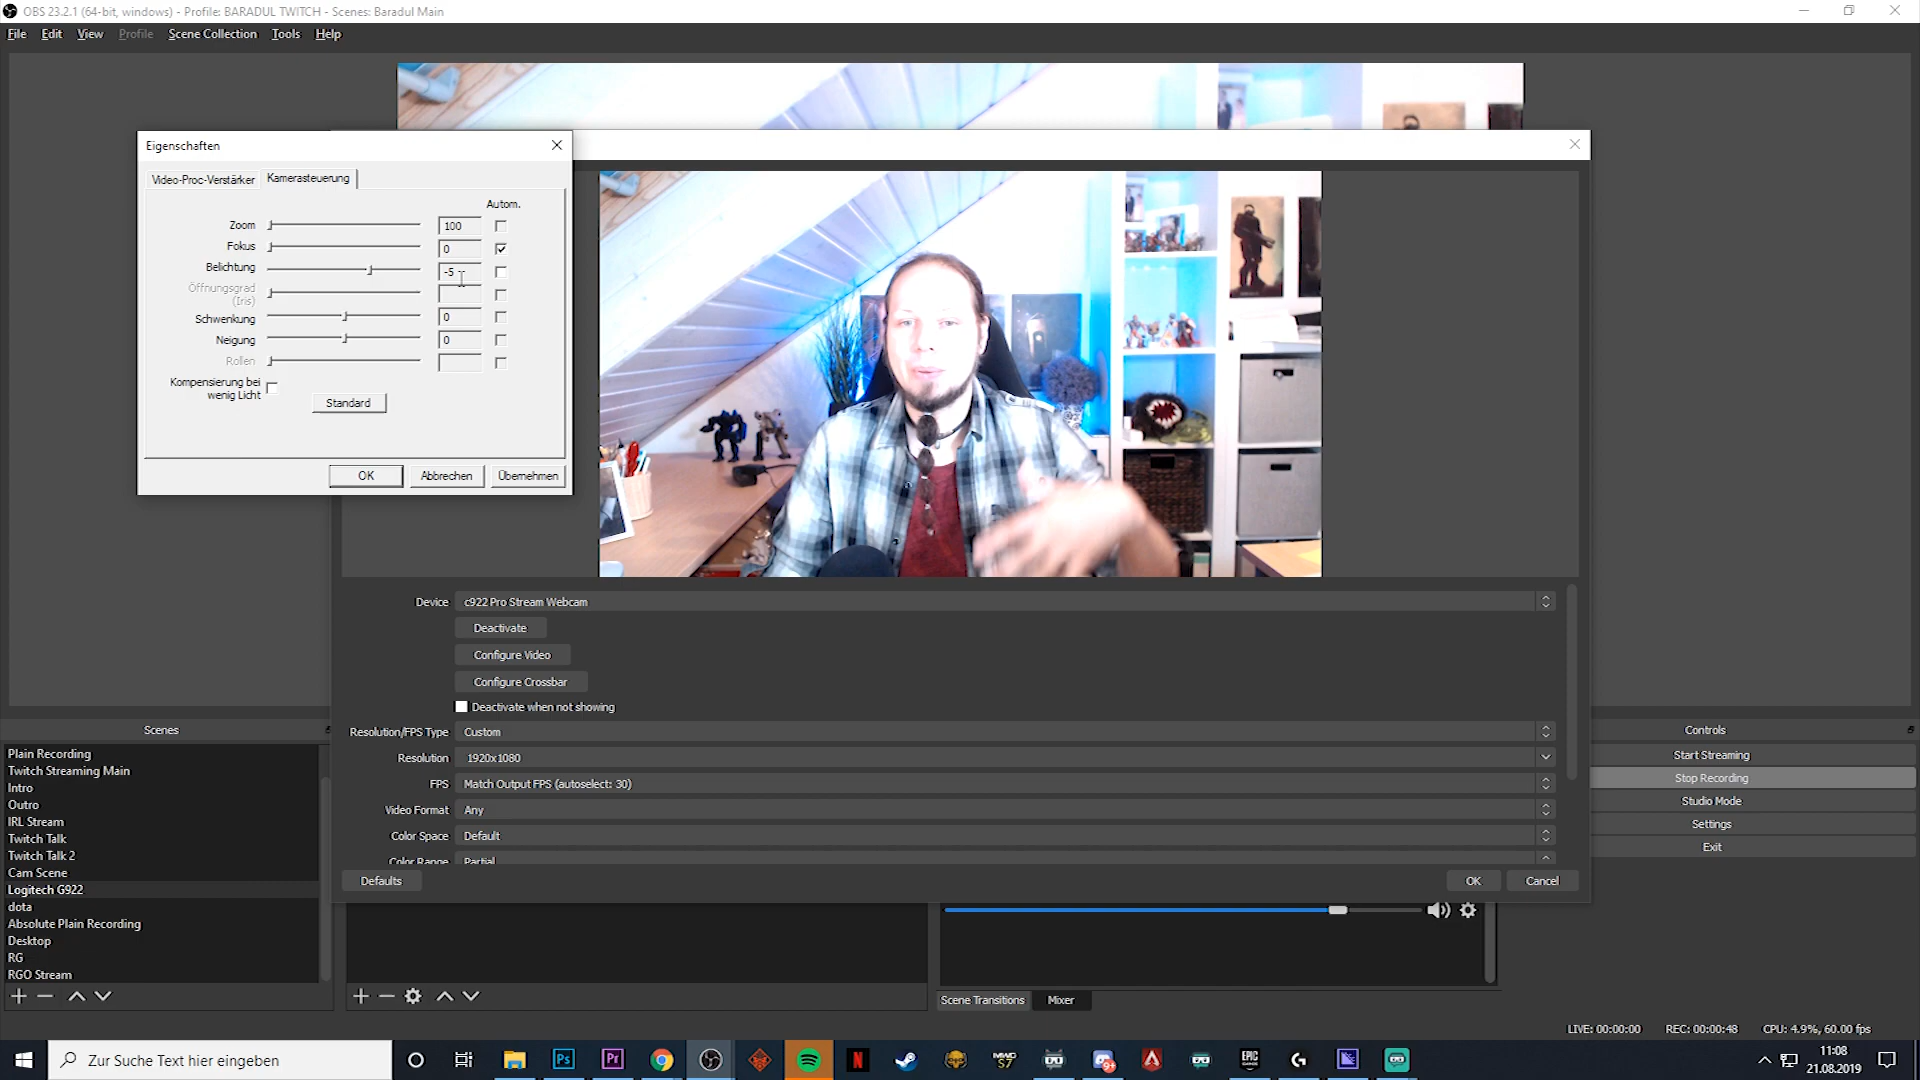 OBS 23.2.1 (64-bit, windows) - Profile: BARADUL TWITCH - Scenes: Baradul Main
File Edit View Profile Scene Collection Tools Help
Eigenschaften
Video-Proc-Verstärker Kamerasteuerung
Autom.
Zoom 100
Fokus 0
Belichtung -5
Öffnungsgrad
(Iris)
Schwenkung 0
Neigung 0
Rollen
Kompensierung bei
wenig Licht
Standard
OK Abbrechen Übernehmen
Device c922 Pro Stream Webcam
Deactivate
Configure Video
Configure Crossbar
Deactivate when not showing
Resolution/FPS Type Custom
Resolution 1920x1080
FPS Match Output FPS (autoselect: 30)
Video Format Any
Color Space Default
Color Range Partial
Defaults OK Cancel
Scenes
Plain Recording
Twitch Streaming Main
Intro
Outro
IRL Stream
Twitch Talk
Twitch Talk 2
Cam Scene
Logitech G922
dota
Absolute Plain Recording
Desktop
RG
RGO Stream
Scene Transitions Mixer
Controls
Start Streaming
Stop Recording
Studio Mode
Settings
Exit
LIVE: 00:00:00 REC: 00:00:48 CPU: 4.9%, 60.00 fps
Zur Suche Text hier eingeben
Ps
Pr
N
MWO
S7
9+
EPIC
GAMES
11:08
21.08.2019